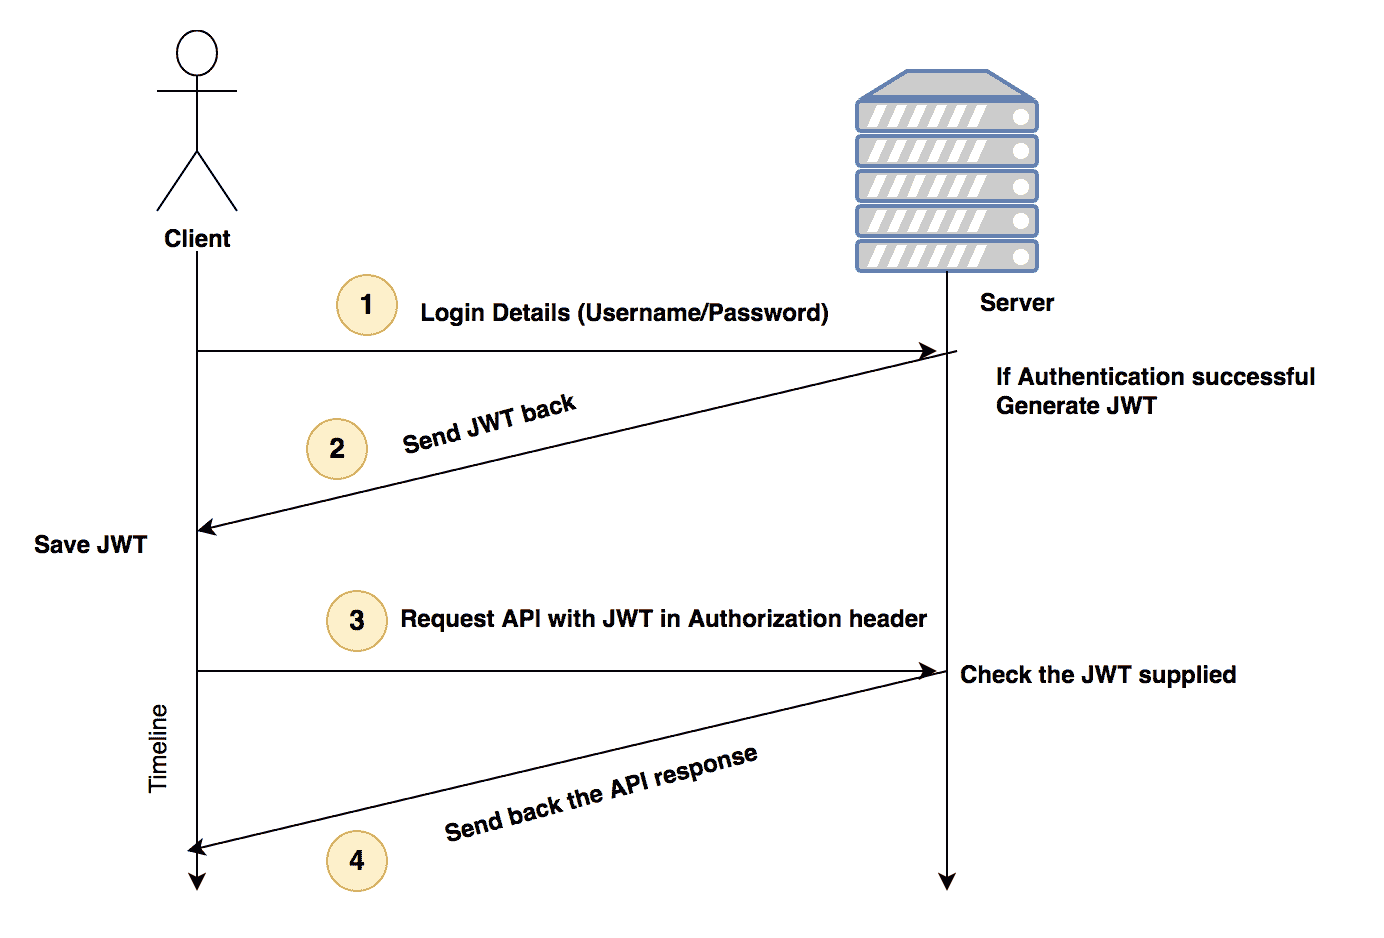 Client
Server
1
Login Details (Username/Password)
If Authentication successful
Generate JWT
2
Send JWT back
Save JWT
3
Request API with JWT in Authorization header
Check the JWT supplied
Timeline
Send back the API response
4